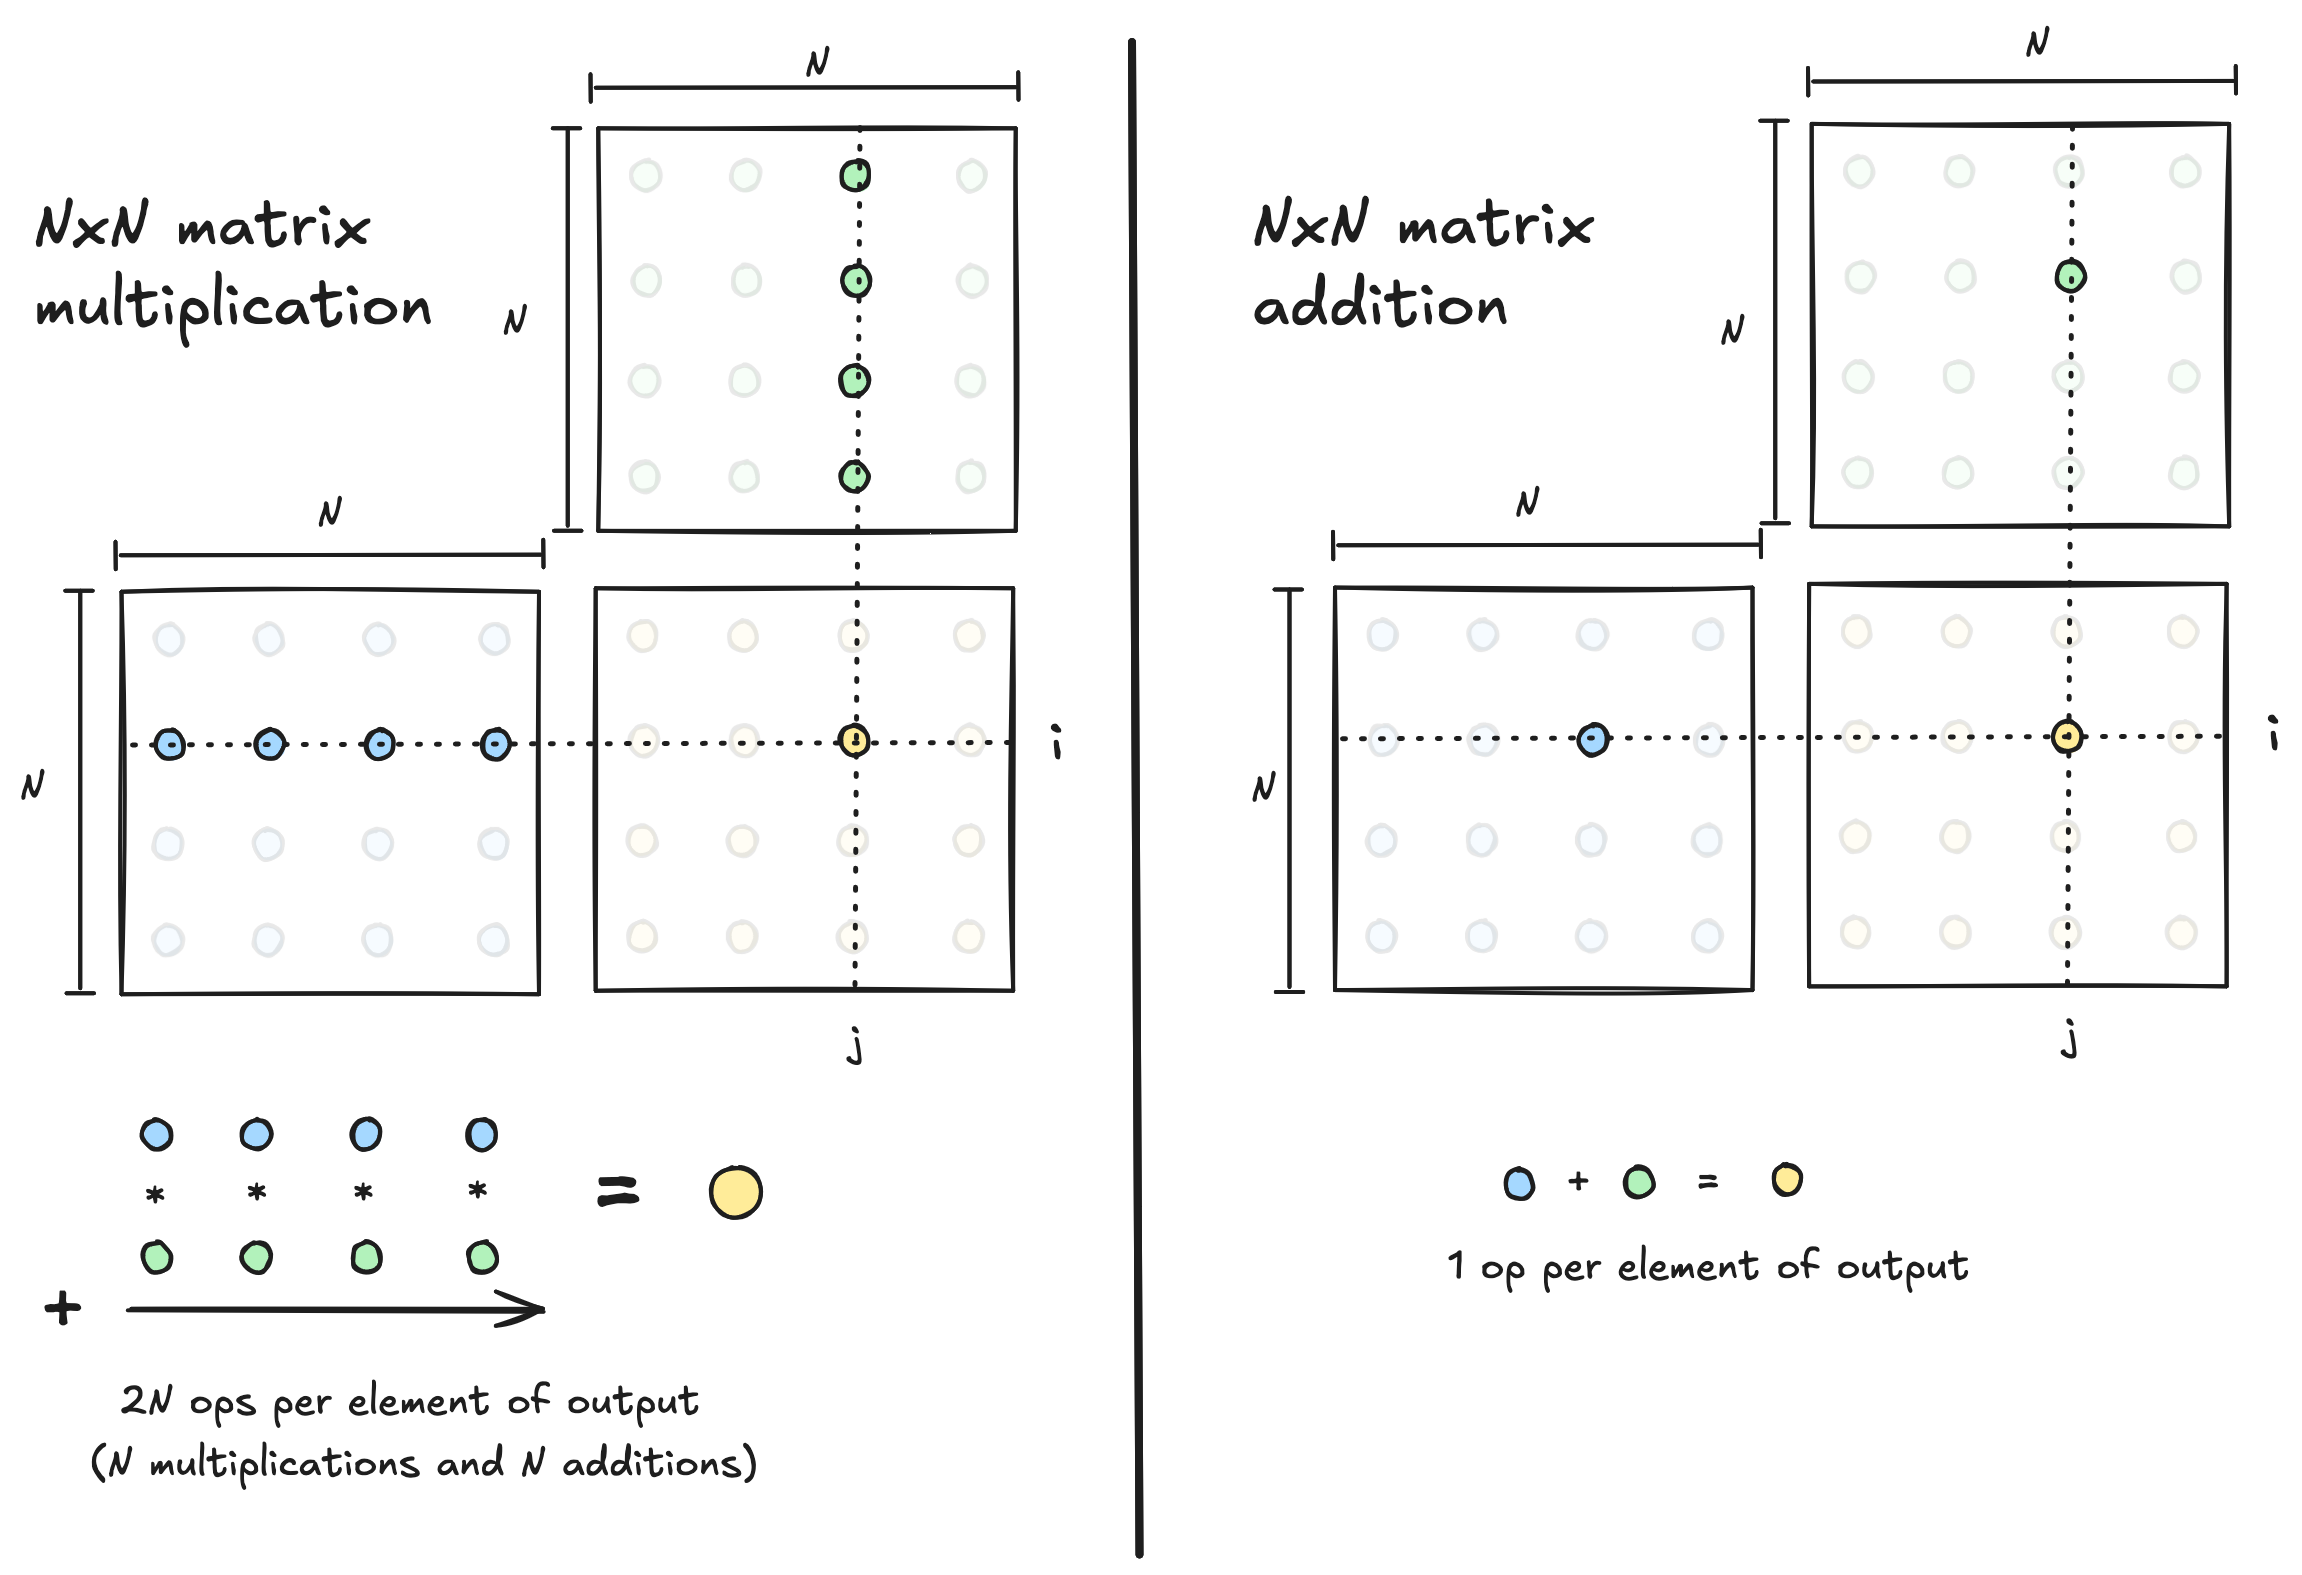 N
NxN matrix
multiplication
N
N
N
i
j
* * * *
=
+
2N ops per element of output
(N multiplications and N additions)
N
NxN matrix
addition
N
N
N
i
j
+ =
1 op per element of output